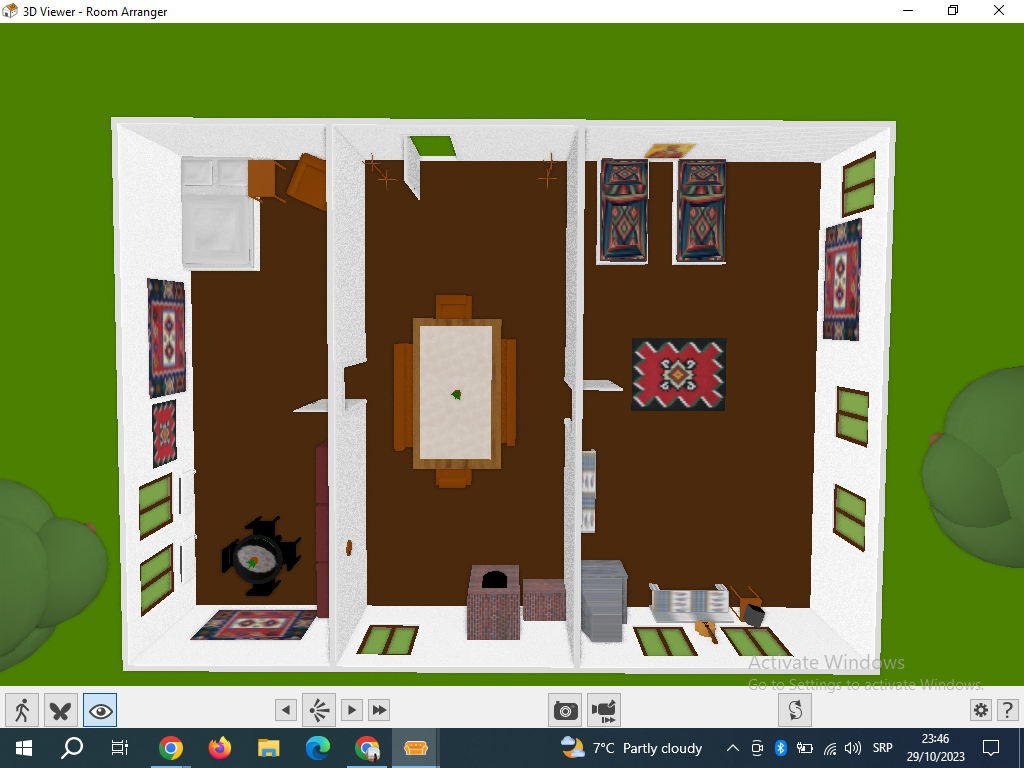 3D Viewer - Room Arranger
Activate Windows
Go to Settings to activate Windows.
7°C Partly cloudy
SRP
23:46
29/10/2023